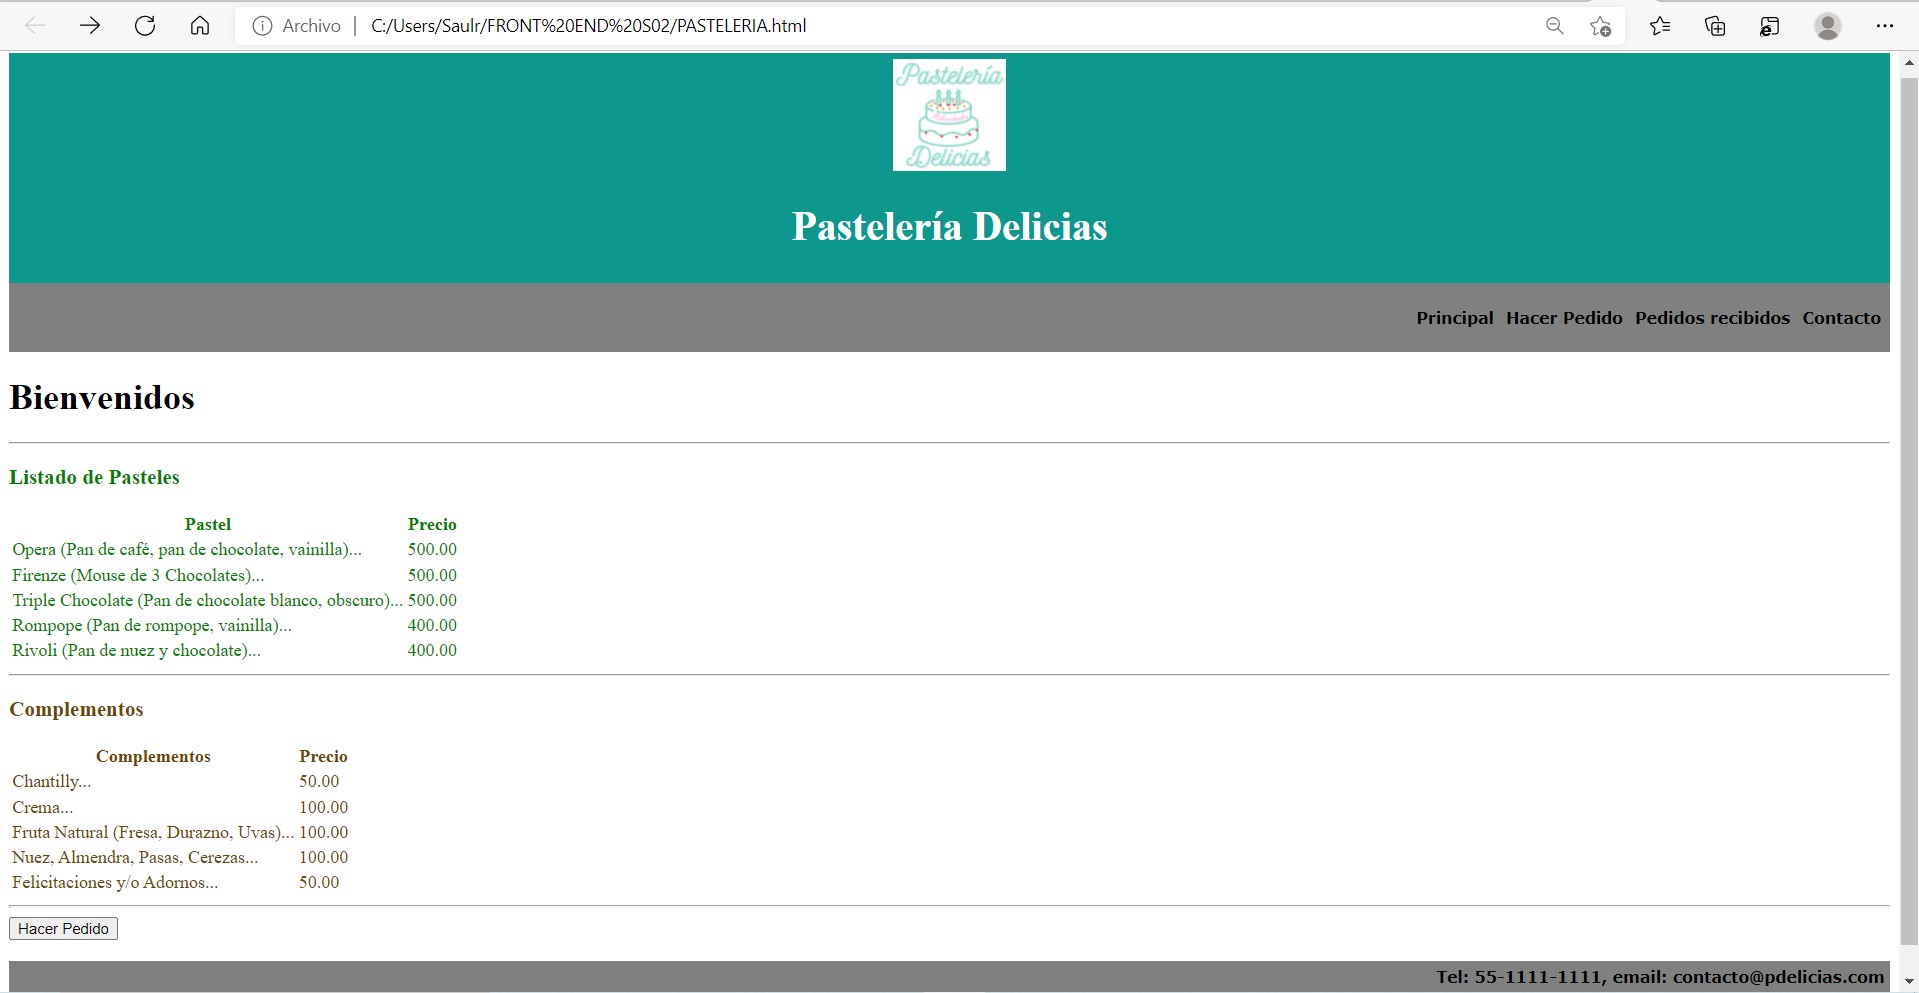 Archivo | C:/Users/Saulr/FRONT%20END%20S02/PASTELERIA.html
Pastelería
Delicias
Pastelería Delicias
Principal Hacer Pedido Pedidos recibidos Contacto
Bienvenidos
Listado de Pasteles
Pastel Precio
Opera (Pan de café, pan de chocolate, vainilla)... 500.00
Firenze (Mouse de 3 Chocolates)... 500.00
Triple Chocolate (Pan de chocolate blanco, obscuro)... 500.00
Rompope (Pan de rompope, vainilla)... 400.00
Rivoli (Pan de nuez y chocolate)... 400.00
Complementos
Complementos Precio
Chantilly... 50.00
Crema... 100.00
Fruta Natural (Fresa, Durazno, Uvas)... 100.00
Nuez, Almendra, Pasas, Cerezas... 100.00
Felicitaciones y/o Adornos... 50.00
Hacer Pedido
Tel: 55-1111-1111, email: contacto@pdelicias.com